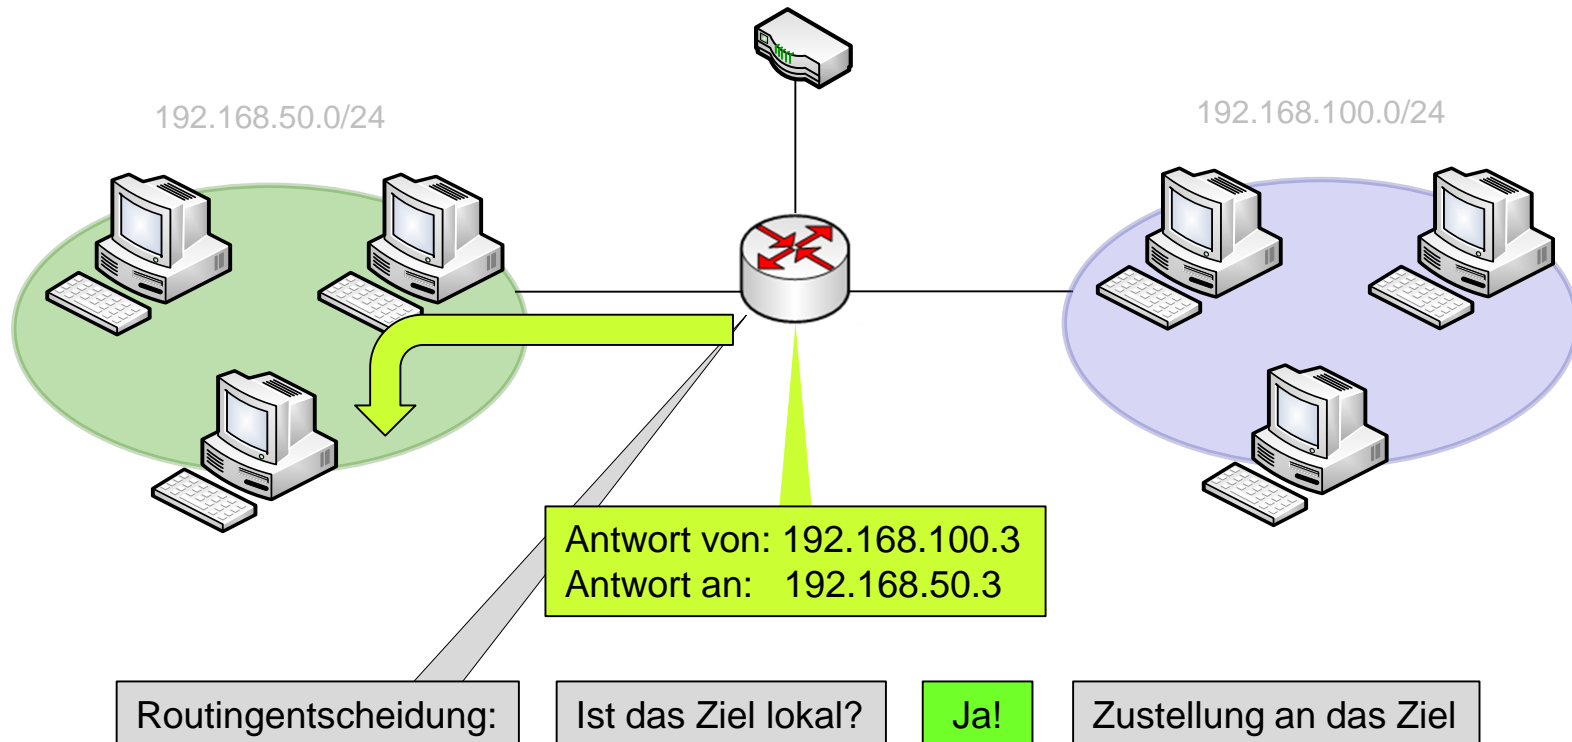 192.168.50.0/24
192.168.100.0/24
Antwort von: 192.168.100.3
Antwort an: 192.168.50.3
Routingentscheidung:
Ist das Ziel lokal?
Ja!
Zustellung an das Ziel